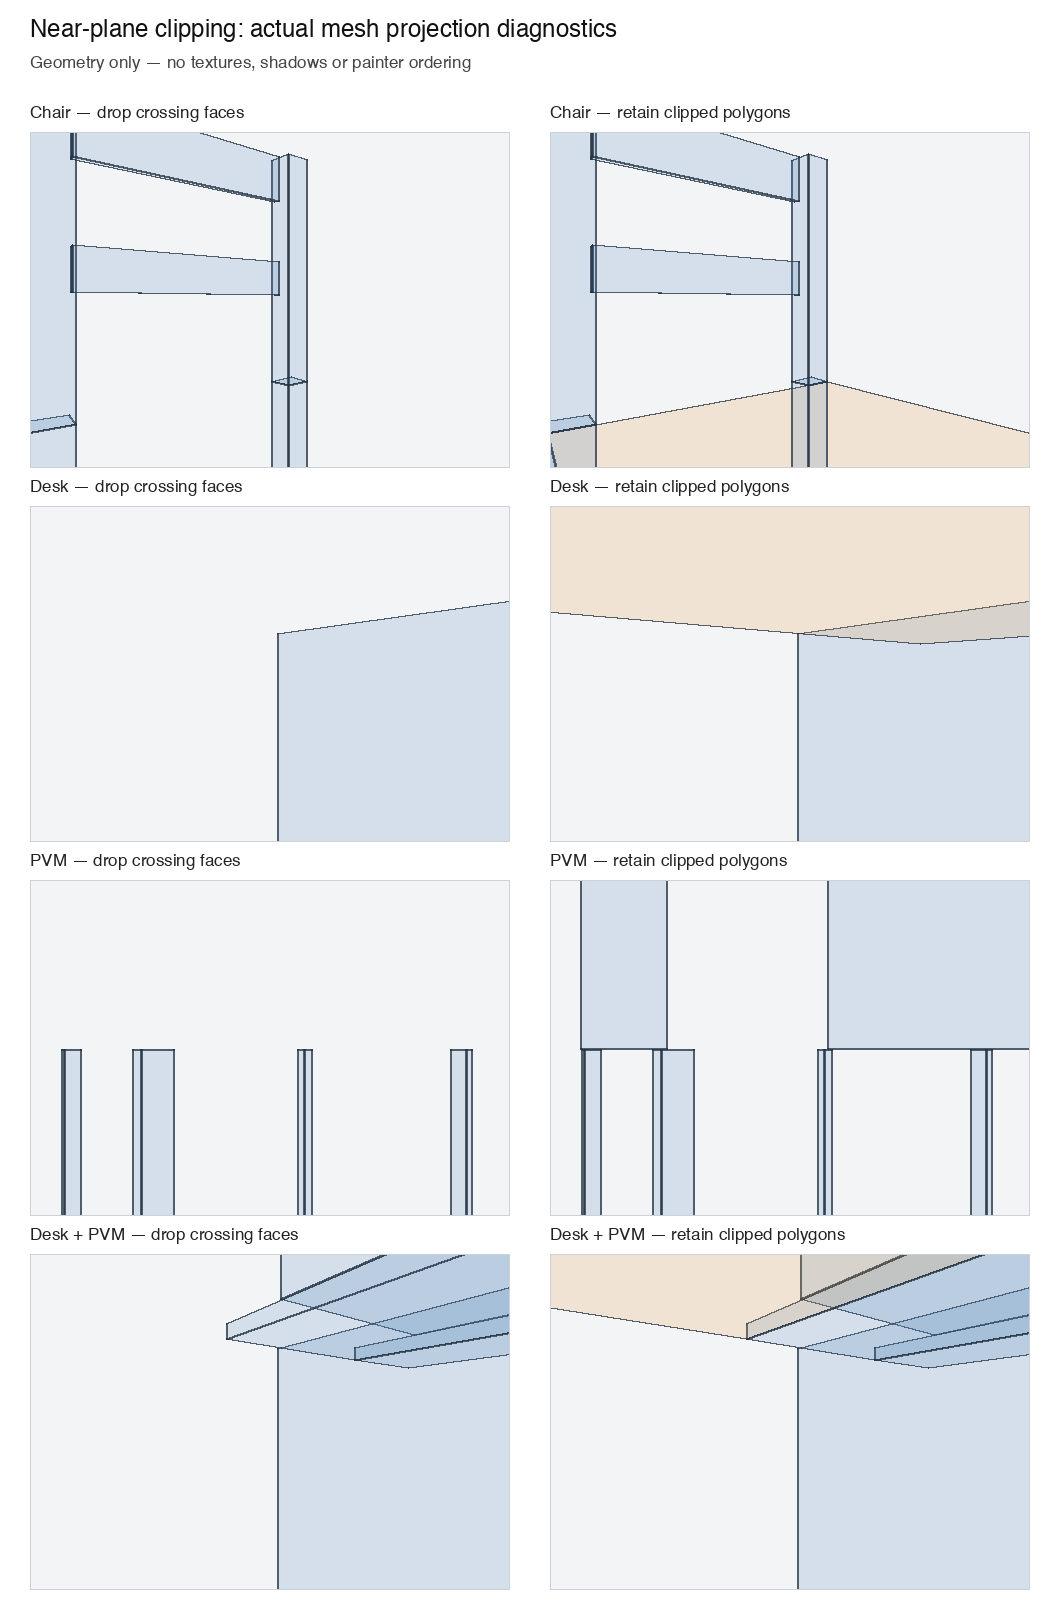 Near-plane clipping: actual mesh projection diagnostics
Geometry only — no textures, shadows or painter ordering
Chair — drop crossing faces
Chair — retain clipped polygons
Desk — drop crossing faces
Desk — retain clipped polygons
PVM — drop crossing faces
PVM — retain clipped polygons
Desk + PVM — drop crossing faces
Desk + PVM — retain clipped polygons